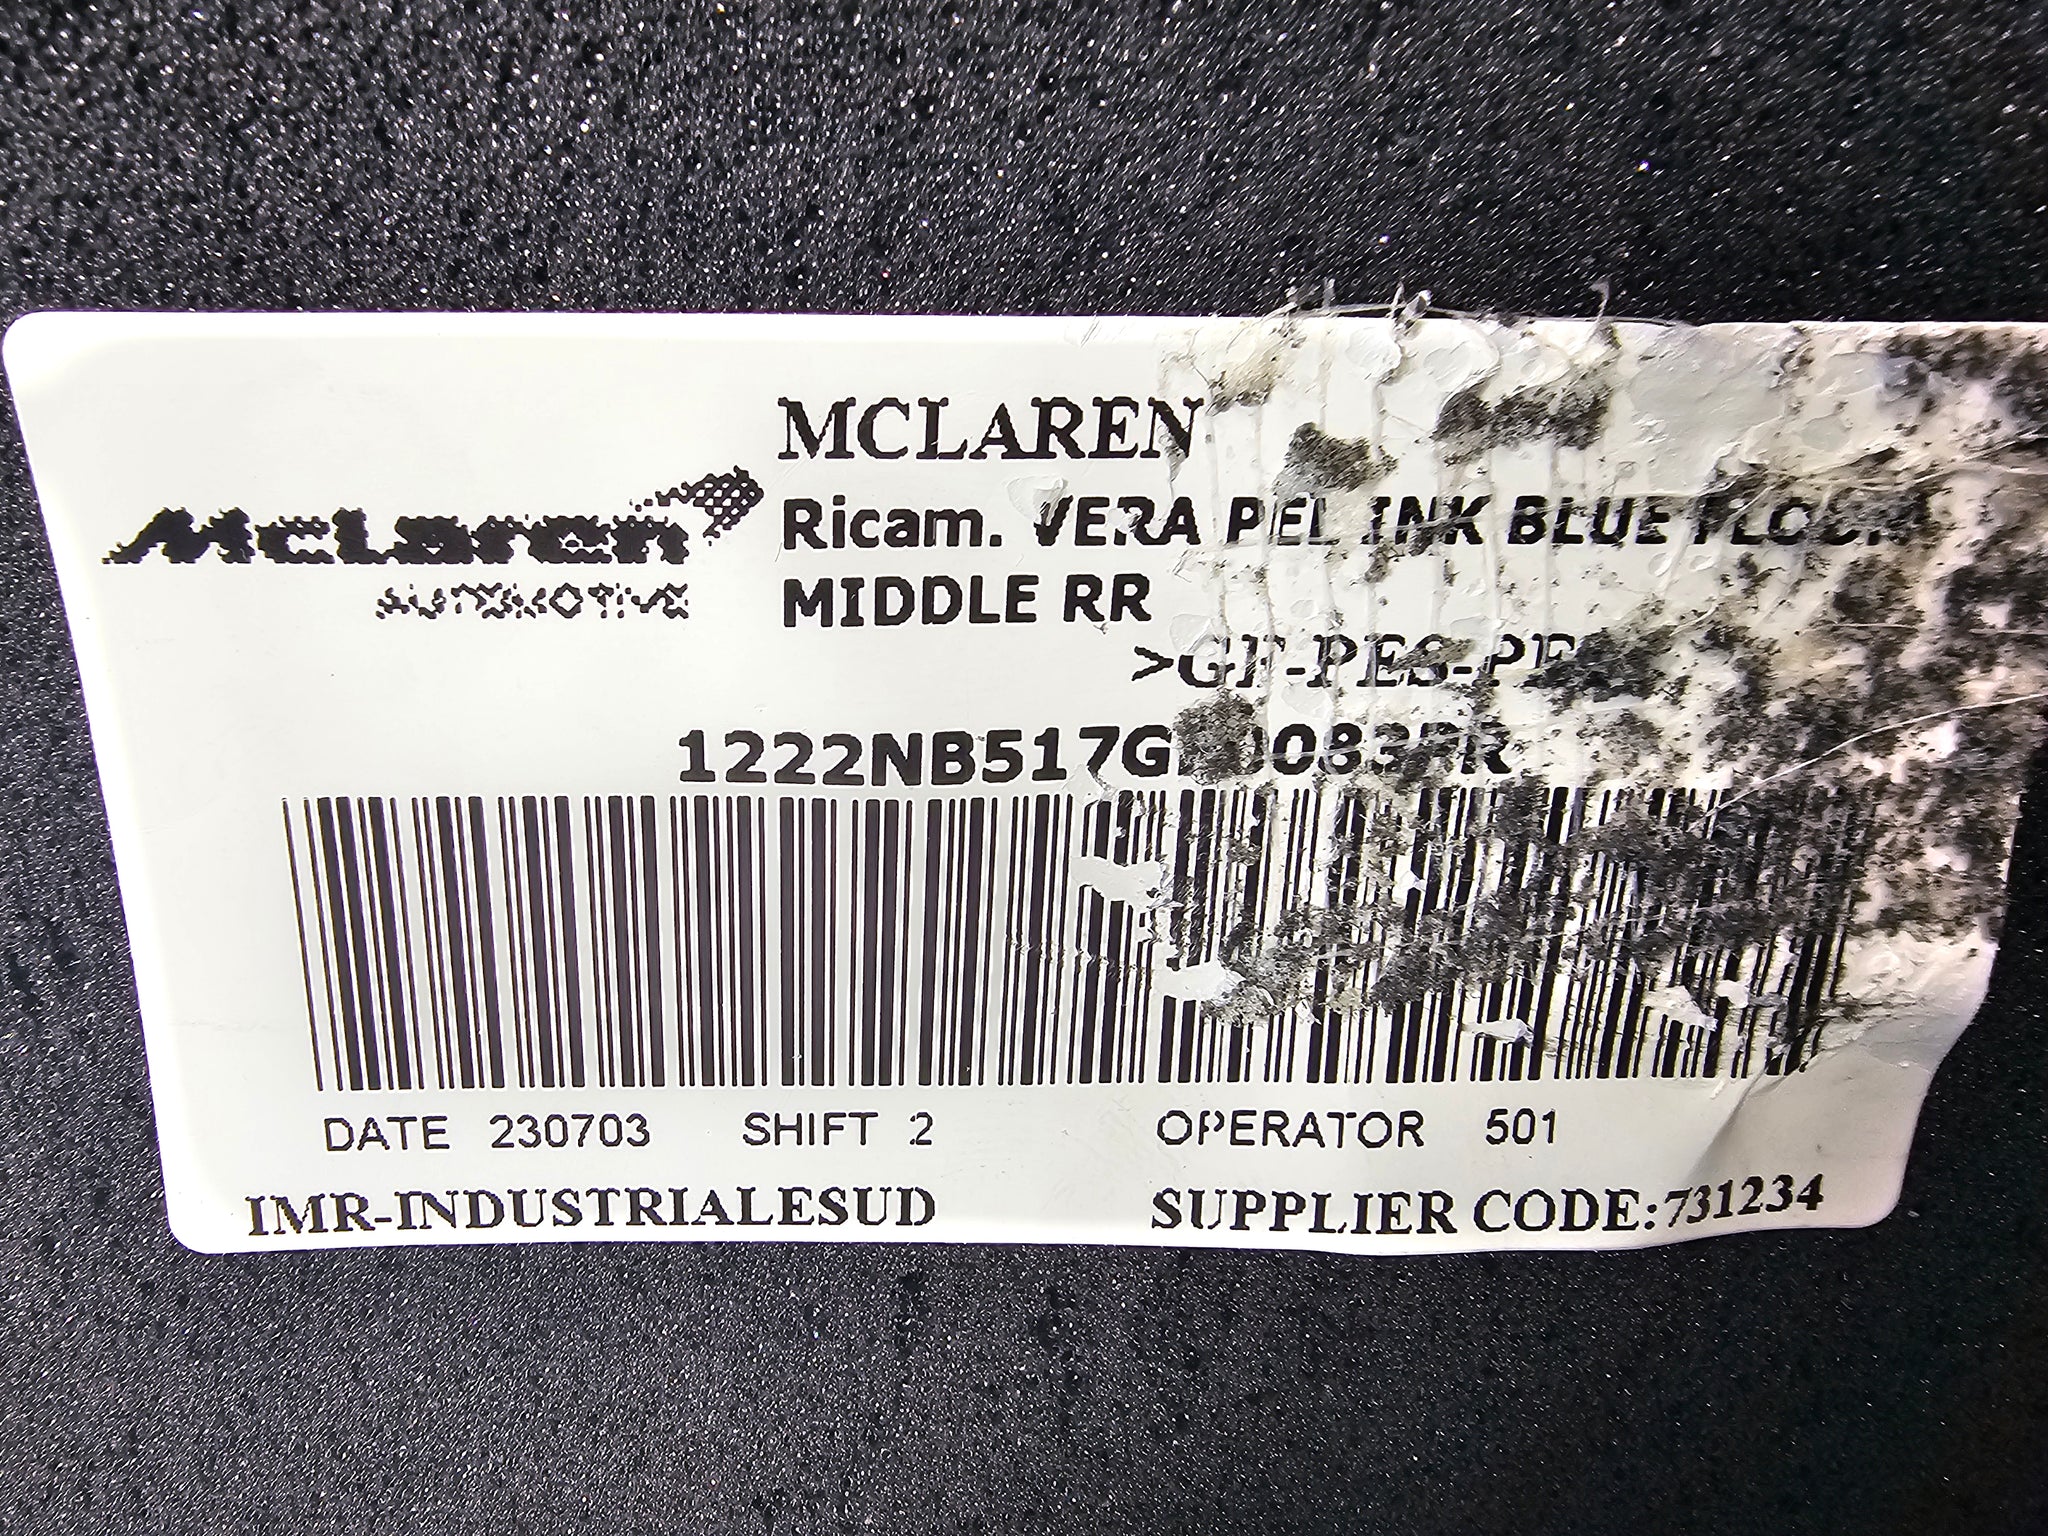 MCLAREN
McLaren
AUTOMOTIVE
Ricam. VERA PEL INK BLUE FLOOR
MIDDLE RR
DATE 230703 SHIFT 2 OPERATOR 501
IMR-INDUSTRIALESUD SUPPLIER CODE:731234